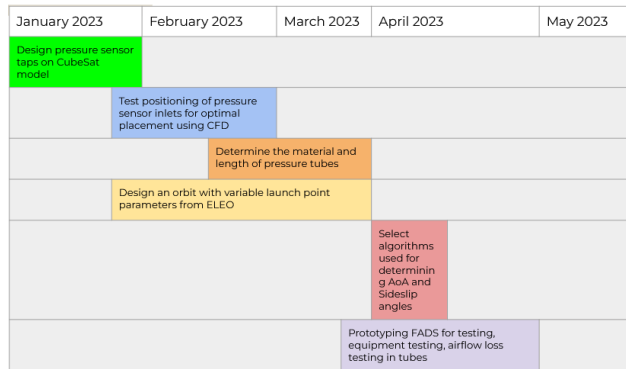 January 2023
February 2023
March 2023
April 2023
May 2023
Design pressure sensor
taps on CubeSat
model
Test positioning of pressure
sensor inlets for optimal
placement using CFD
Determine the material and
length of pressure tubes
Design an orbit with variable launch point
parameters from ELEO
Select
algorithms
used for
determinin
g AoA and
Sideslip
angles
Prototyping FADS for testing,
equipment testing, airflow loss
testing in tubes